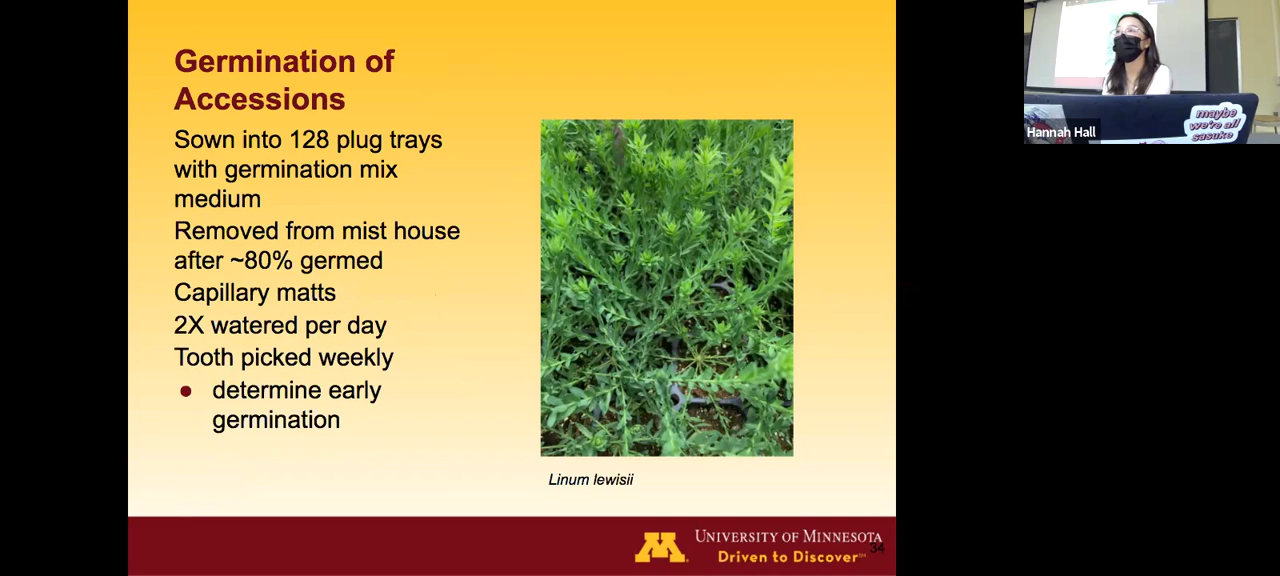 Germination of
Accessions
Sown into 128 plug trays
with germination mix
medium
Removed from mist house
after ~80% germed
Capillary matts
2X watered per day
Tooth picked weekly
● determine early
germination
Linum lewisii
UNIVERSITY OF MINNESOTA
Driven to Discover℠
34
Hannah Hall
maybe
we're all
sasuke